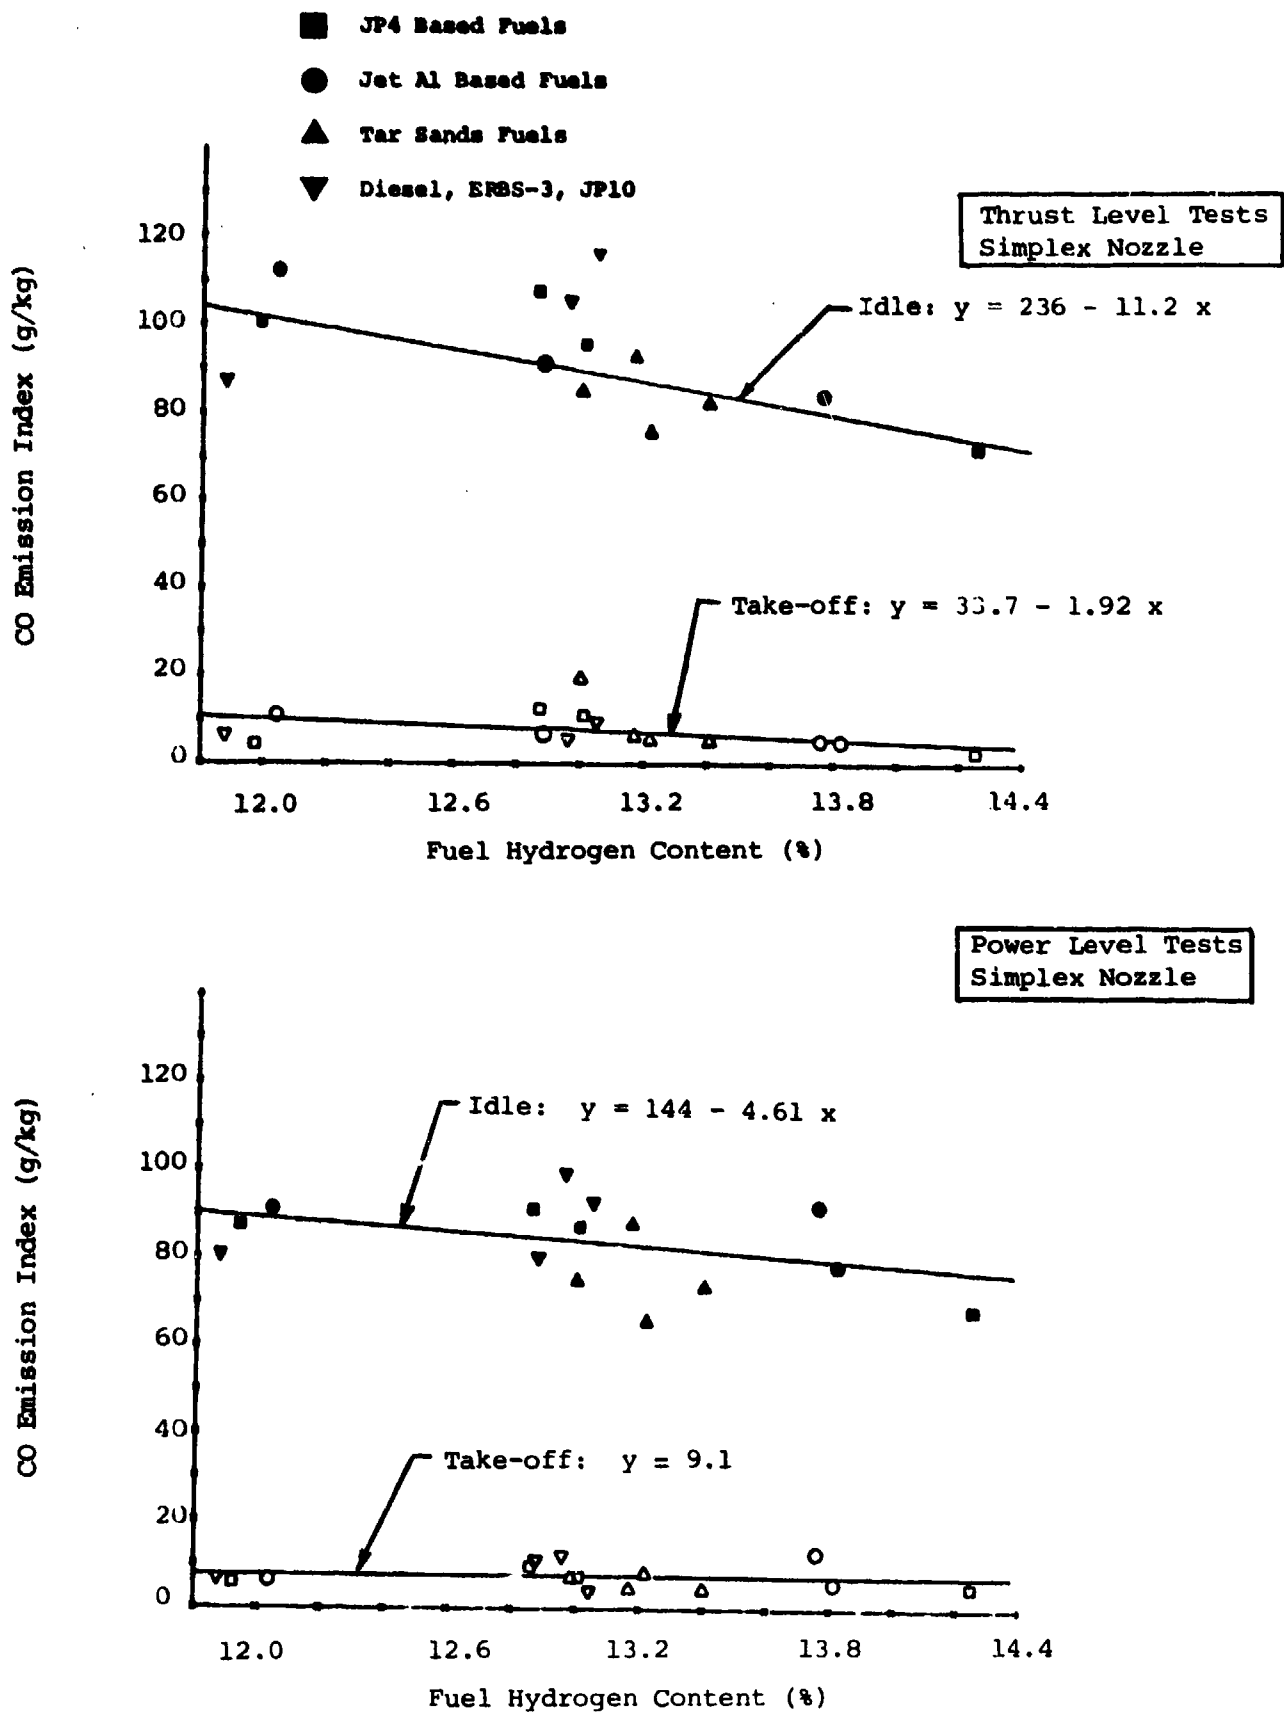 JP4 Based Fuels
Jet A1 Based Fuels
Tar Sands Fuels
Diesel, ERBS-3, JP10
Thrust Level Tests
Simplex Nozzle
CO Emission Index (g/kg)
120
100
80
60
40
20
0
Idle: y = 236 - 11.2 x
Take-off: y = 33.7 - 1.92 x
12.0 12.6 13.2 13.8 14.4
Fuel Hydrogen Content (%)
Power Level Tests
Simplex Nozzle
CO Emission Index (g/kg)
120
100
80
60
40
20
0
Idle: y = 144 - 4.61 x
Take-off: y = 9.1
12.0 12.6 13.2 13.8 14.4
Fuel Hydrogen Content (%)